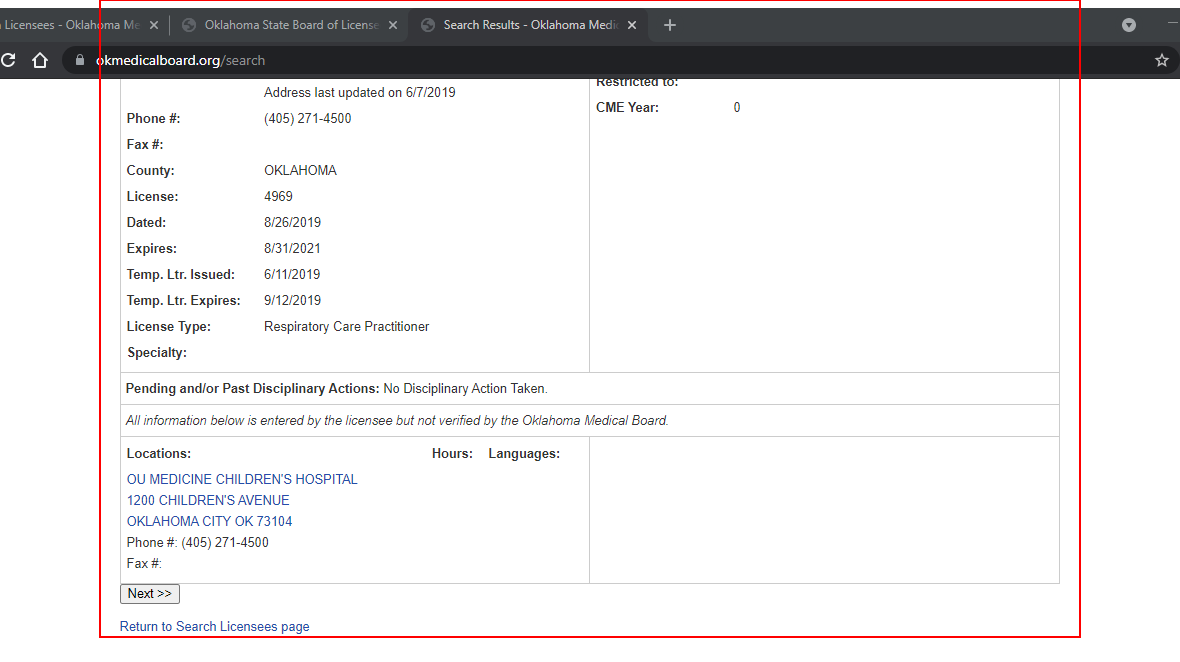 Licensees - Oklahoma Me
Oklahoma State Board of License
Search Results - Oklahoma Medic
okmedicalboard.org/search
Address last updated on 6/7/2019
Phone #: (405) 271-4500
Fax #:
County: OKLAHOMA
License: 4969
Dated: 8/26/2019
Expires: 8/31/2021
Temp. Ltr. Issued: 6/11/2019
Temp. Ltr. Expires: 9/12/2019
License Type: Respiratory Care Practitioner
Specialty:
Restricted to:
CME Year: 0
Pending and/or Past Disciplinary Actions: No Disciplinary Action Taken.
All information below is entered by the licensee but not verified by the Oklahoma Medical Board.
Locations: Hours: Languages:
OU MEDICINE CHILDREN'S HOSPITAL
1200 CHILDREN'S AVENUE
OKLAHOMA CITY OK 73104
Phone #: (405) 271-4500
Fax #:
Next >>
Return to Search Licensees page